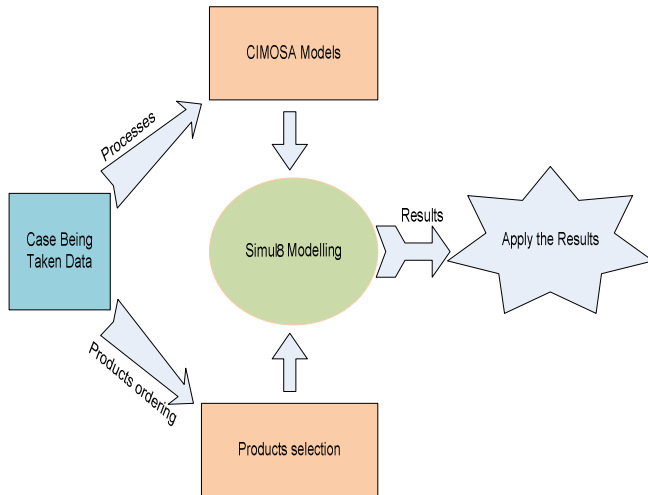 CIMOSA Models
Processes
Case Being
Taken Data
Simul8 Modelling
Results
Apply the Results
Products ordering
Products selection